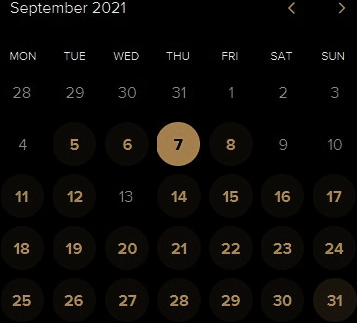 September 2021
MON TUE WED THU FRI SAT SUN
28 29 30 31 1 2 3
4 5 6 7 8 9 10
11 12 13 14 15 16 17
18 19 20 21 22 23 24
25 26 27 28 29 30 31